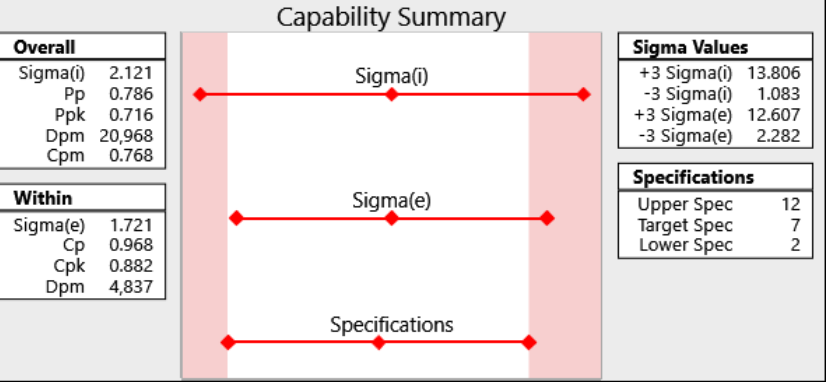 Capability Summary
Overall
Sigma(i) 2.121
Pp 0.786
Ppk 0.716
Dpm 20,968
Cpm 0.768
Within
Sigma(e) 1.721
Cp 0.968
Cpk 0.882
Dpm 4,837
Sigma(i)
Sigma(e)
Specifications
Sigma Values
+3 Sigma(i) 13.806
-3 Sigma(i) 1.083
+3 Sigma(e) 12.607
-3 Sigma(e) 2.282
Specifications
Upper Spec 12
Target Spec 7
Lower Spec 2